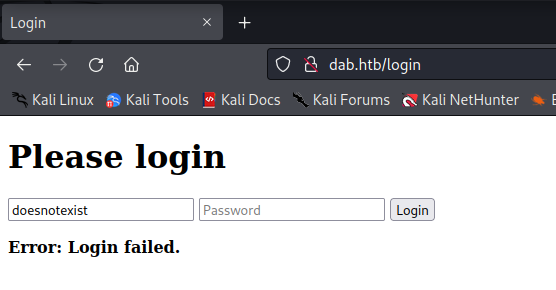 Login
dab.htb/login
Kali Linux Kali Tools Kali Docs Kali Forums Kali NetHunter
Please login
doesnotexist Password Login
Error: Login failed.